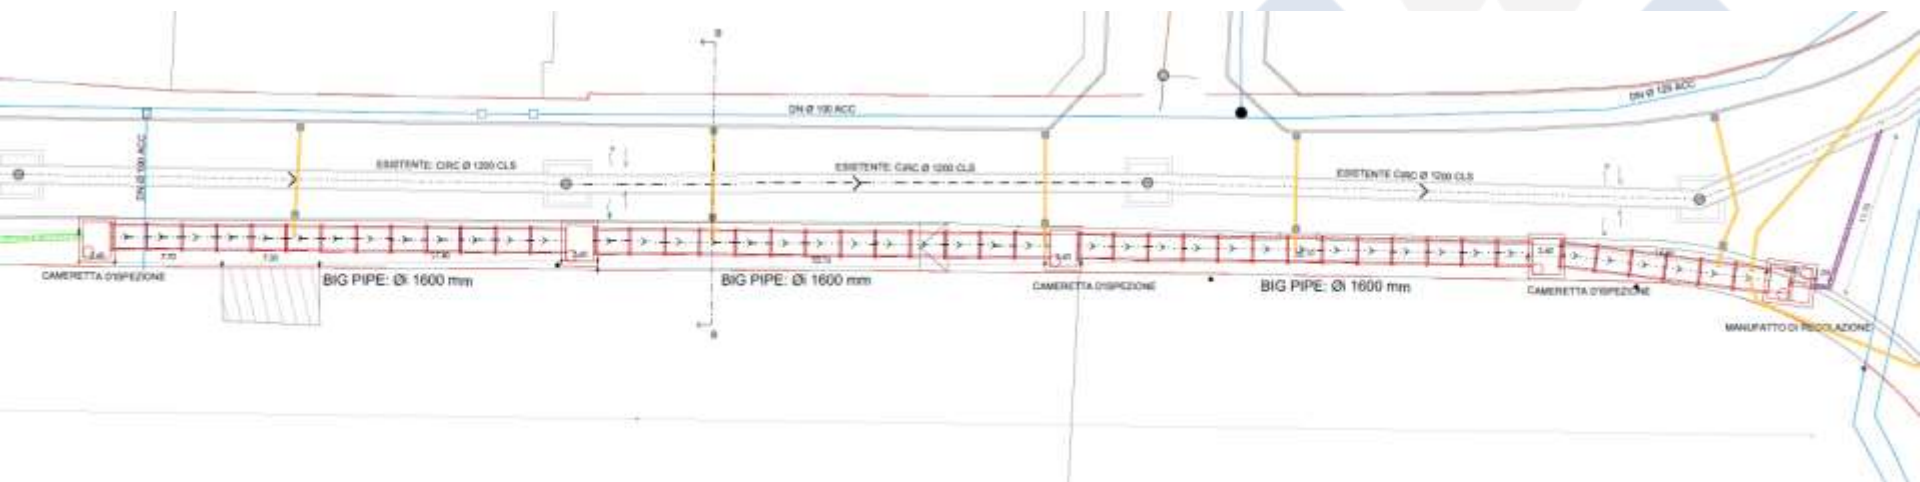 DN Ø 100 ACC
DN Ø 125 ACC
DN Ø 100 ACC
ESISTENTE: CIRC Ø 1200 CLS
ESISTENTE: CIRC Ø 1200 CLS
ESISTENTE CIRC Ø 1200 CLS
B
7.70
CAMERETTA D'ISPEZIONE
BIG PIPE: Øi 1600 mm
BIG PIPE: Øi 1600 mm
CAMERETTA D'ISPEZIONE
BIG PIPE: Øi 1600 mm
CAMERETTA D'ISPEZIONE
MANUFATTO DI REGOLAZIONE
B